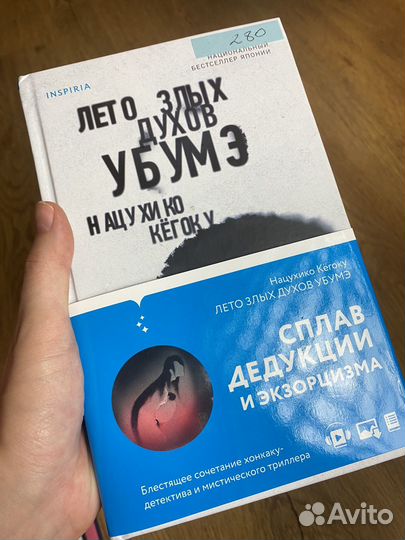 INSPIRIA
280
НАЦИОНАЛЬНЫЙ
БЕСТСЕЛЛЕР ЯПОНИИ
ЛЕТО ЗЛЫХ
ДУХОВ
УБУМЭ
НАЦУХИКО
КЁГОКУ
Нацухико Кёгоку
ЛЕТО ЗЛЫХ ДУХОВ УБУМЭ
СПЛАВ
ДЕДУКЦИИ
И ЭКЗОРЦИЗМА
Блестящее сочетание хонкаку-
детектива и мистического триллера
Avito